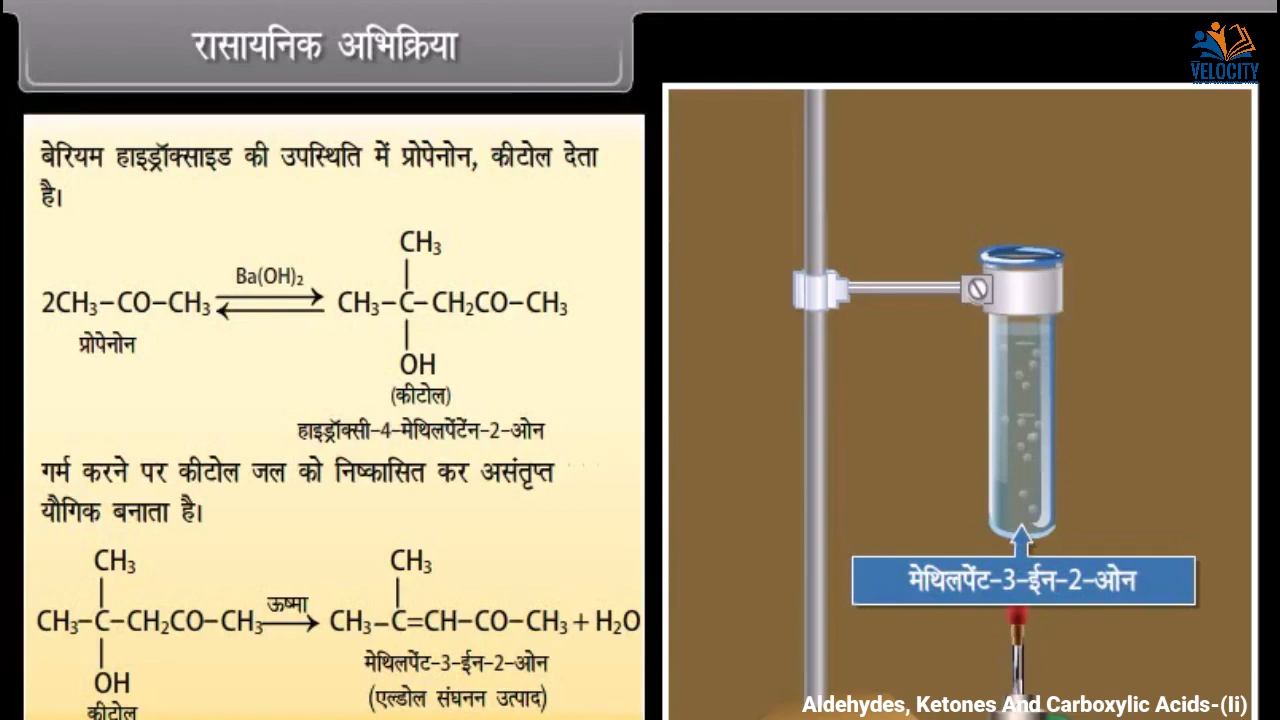 रासायनिक अभिक्रिया
VELOCITY
बेरियम हाइड्रॉक्साइड की उपस्थिति में प्रोपेनोन, कीटोल देता
है।
CH₃
|
2CH₃–CO–CH₃ Ba(OH)₂ ⇌ CH₃–C–CH₂CO–CH₃
|
प्रोपेनोन
OH
(कीटोल)
हाइड्रॉक्सी-4-मेथिलपेंटेंन-2-ओन
गर्म करने पर कीटोल जल को निष्कासित कर असंतृप्त
यौगिक बनाता है।
CH₃ CH₃
| |
CH₃–C–CH₂CO–CH₃ ऊष्मा → CH₃–C=CH–CO–CH₃ + H₂O
|
OH
कीटोल
मेथिलपेंट-3-ईन-2-ओन
(एल्डोल संघनन उत्पाद)
मेथिलपेंट-3-ईन-2-ओन
Aldehydes, Ketones And Carboxylic Acids-(Ii)